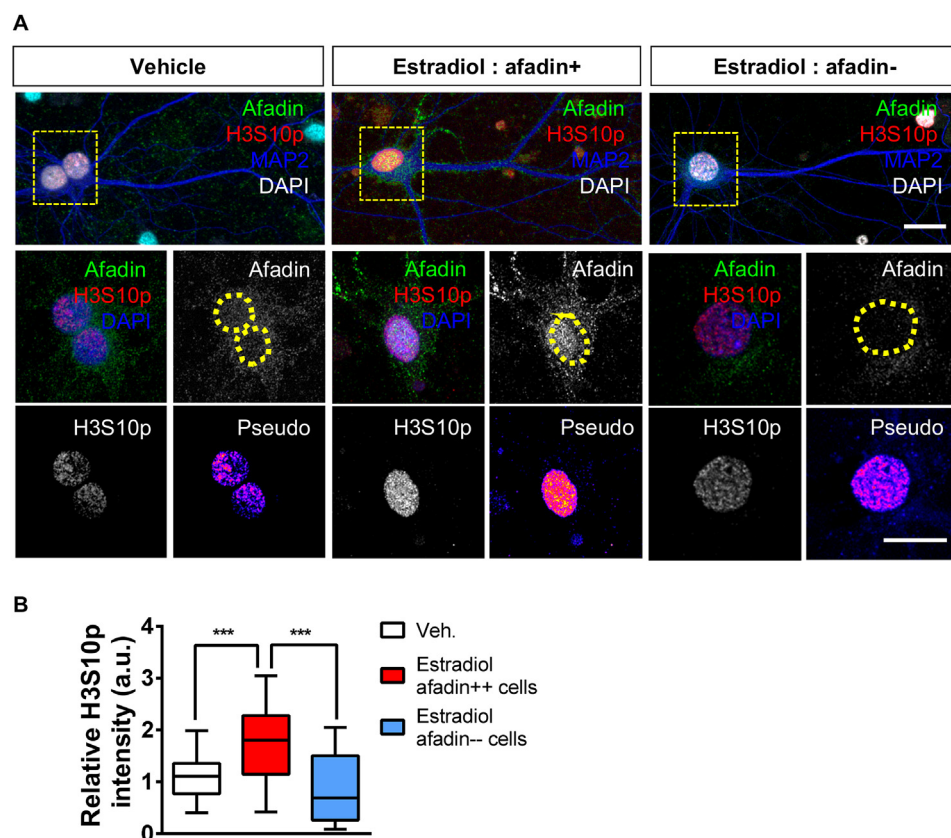 A
Vehicle
Estradiol : afadin+
Estradiol : afadin-
Afadin
H3S10p
MAP2
DAPI
Afadin
H3S10p
MAP2
DAPI
Afadin
H3S10p
MAP2
DAPI
Afadin
H3S10p
DAPI
Afadin
Afadin
H3S10p
DAPI
Afadin
Afadin
H3S10p
DAPI
Afadin
H3S10p
Pseudo
H3S10p
Pseudo
H3S10p
Pseudo
B
Relative H3S10p
intensity (a.u.)
4
3
2
1
0
***
***
Veh.
Estradiol
afadin++ cells
Estradiol
afadin-- cells